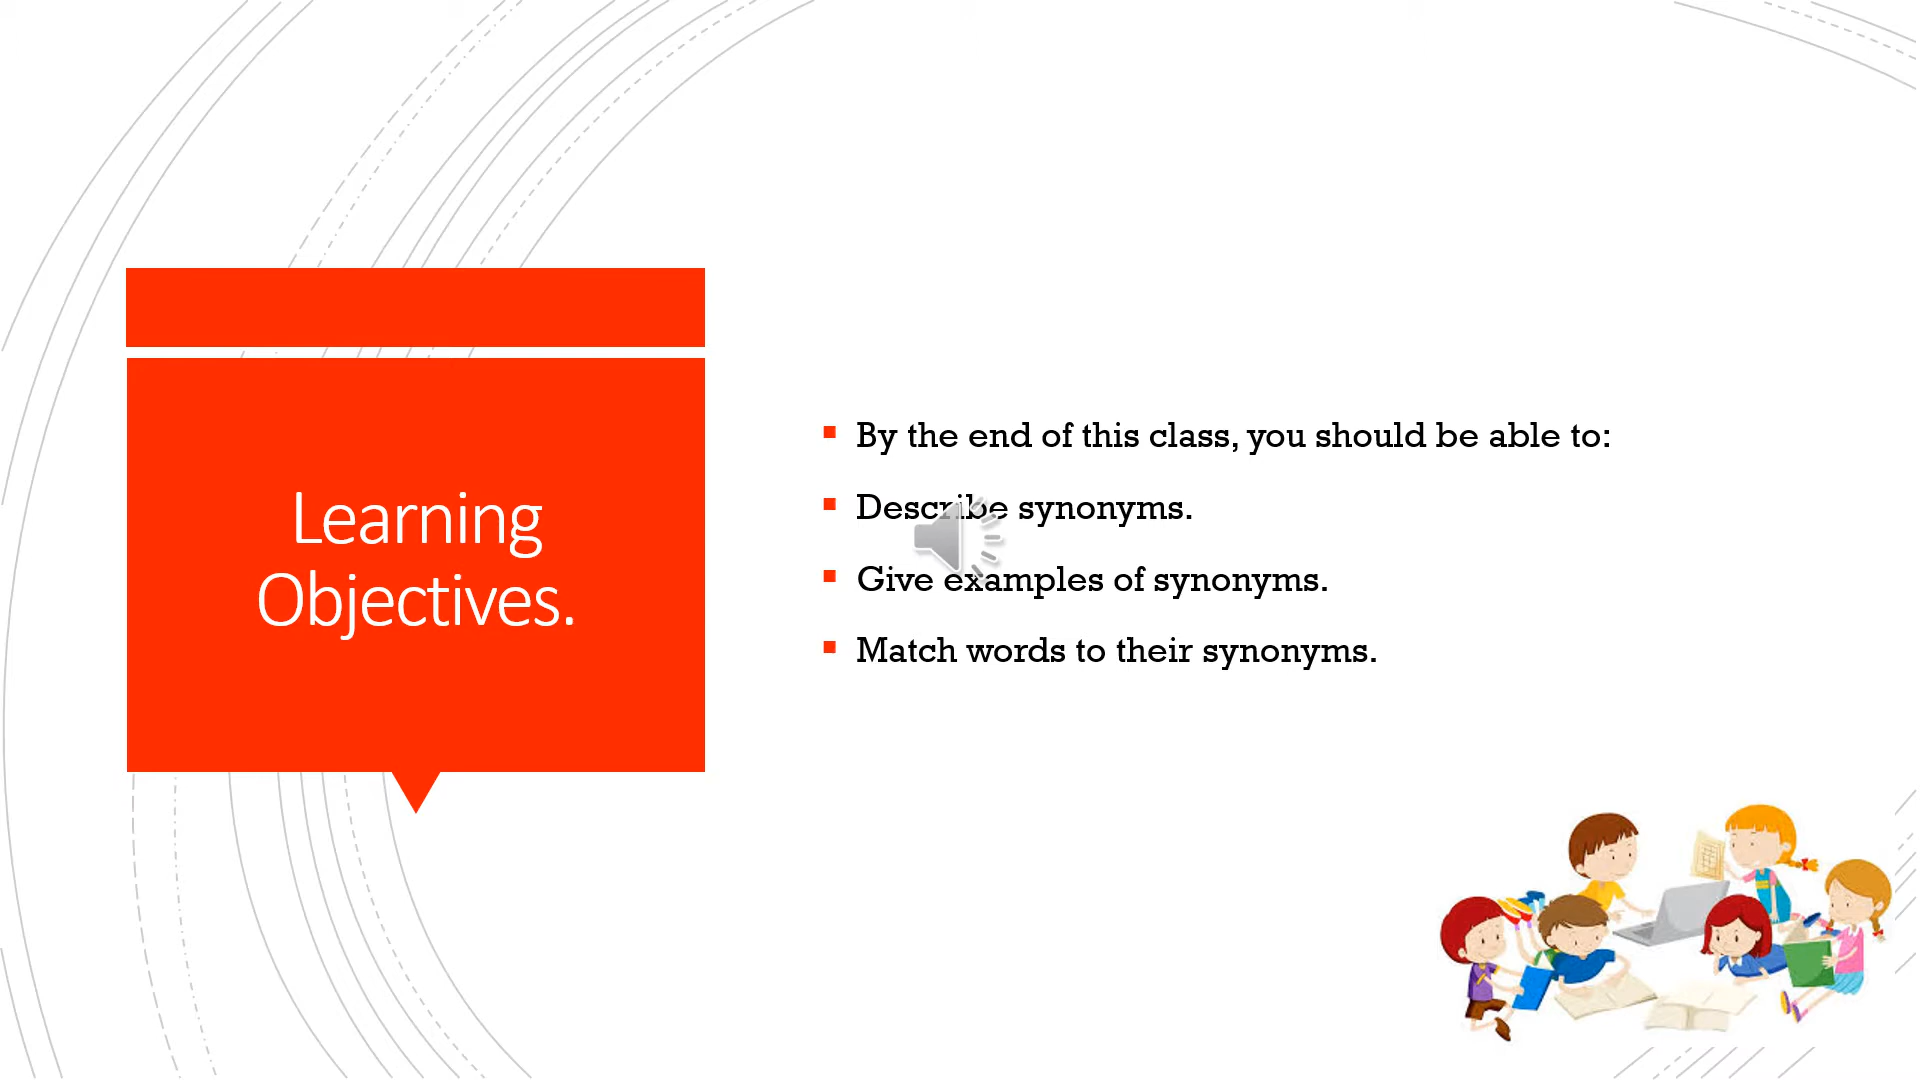 Learning
Objectives.
By the end of this class, you should be able to:
Describe synonyms.
Give examples of synonyms.
Match words to their synonyms.